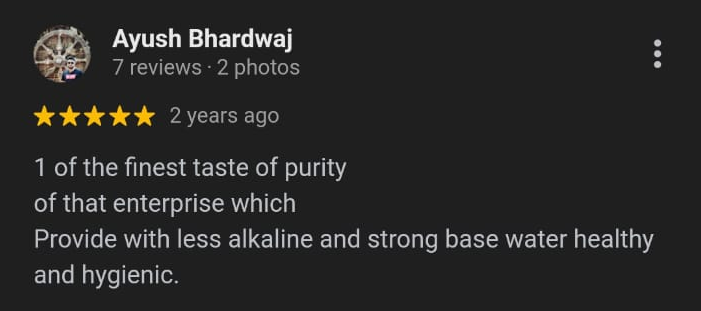 Ayush Bhardwaj
7 reviews · 2 photos
2 years ago
1 of the finest taste of purity
of that enterprise which
Provide with less alkaline and strong base water healthy
and hygienic.